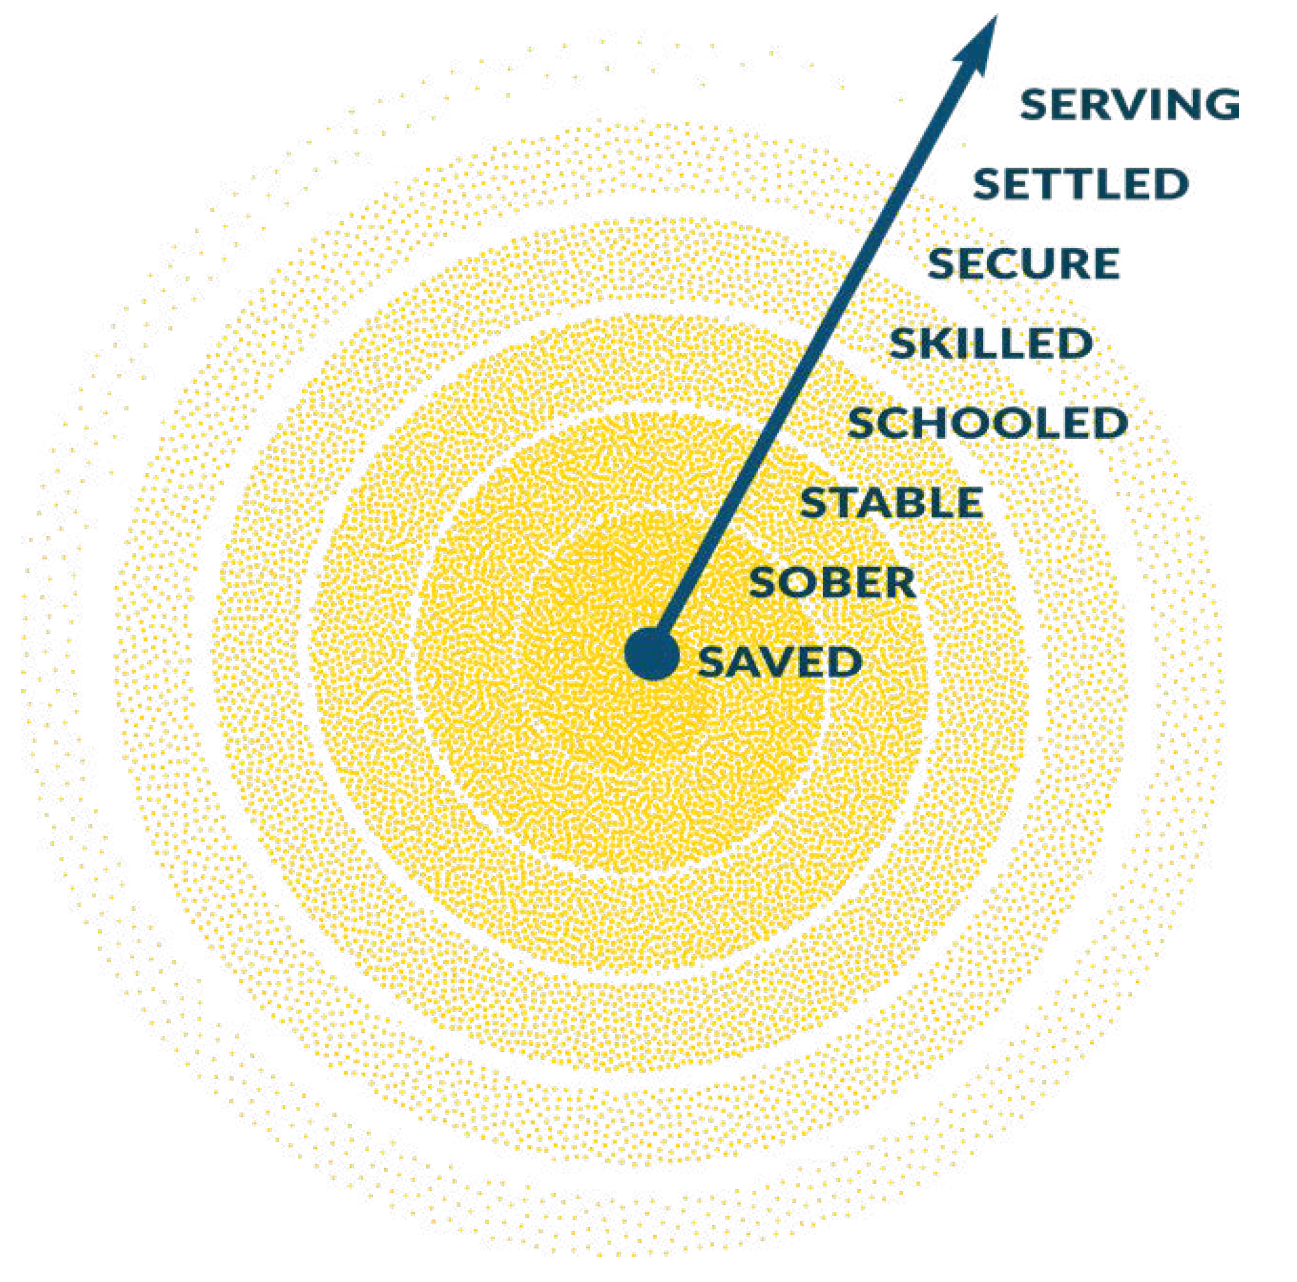 SERVING
SETTLED
SECURE
SKILLED
SCHOOLED
STABLE
SOBER
SAVED